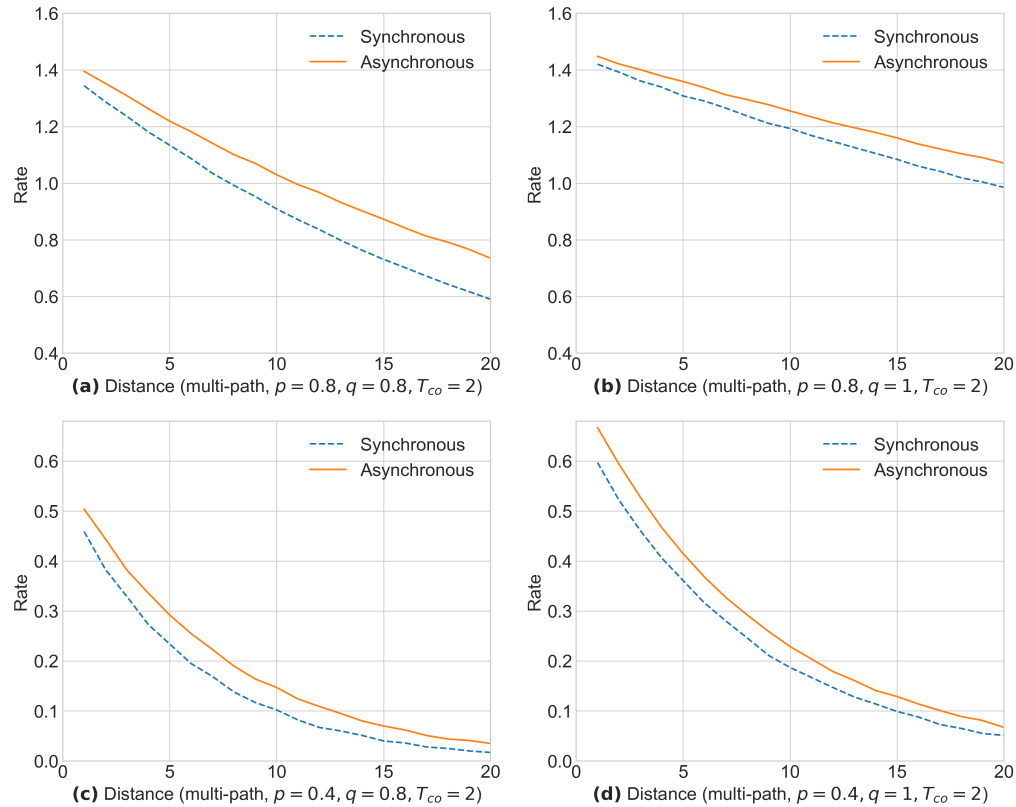 1.6
1.4
1.2
1.0
0.8
0.6
0.4
Rate
Synchronous
Asynchronous
0 5 10 15 20
(a) Distance (multi-path, p = 0.8, q = 0.8, T_co = 2)
1.6
1.4
1.2
1.0
0.8
0.6
0.4
Rate
Synchronous
Asynchronous
0 5 10 15 20
(b) Distance (multi-path, p = 0.8, q = 1, T_co = 2)
0.6
0.5
0.4
0.3
0.2
0.1
0.0
Rate
Synchronous
Asynchronous
0 5 10 15 20
(c) Distance (multi-path, p = 0.4, q = 0.8, T_co = 2)
0.6
0.5
0.4
0.3
0.2
0.1
0.0
Rate
Synchronous
Asynchronous
0 5 10 15 20
(d) Distance (multi-path, p = 0.4, q = 1, T_co = 2)